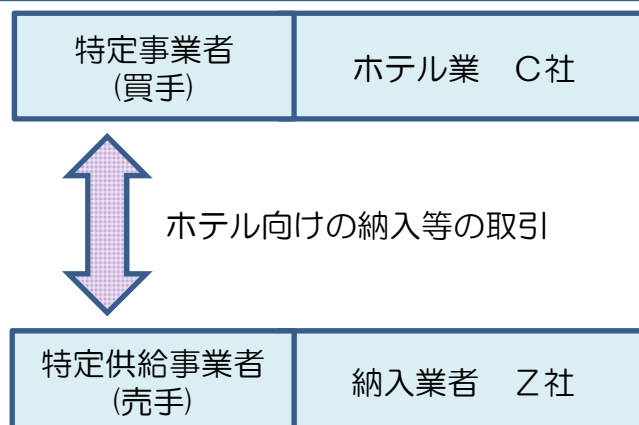 特定事業者
(買手)
ホテル業　C社
ホテル向けの納入等の取引
特定供給事業者
(売手)
納入業者　Z社